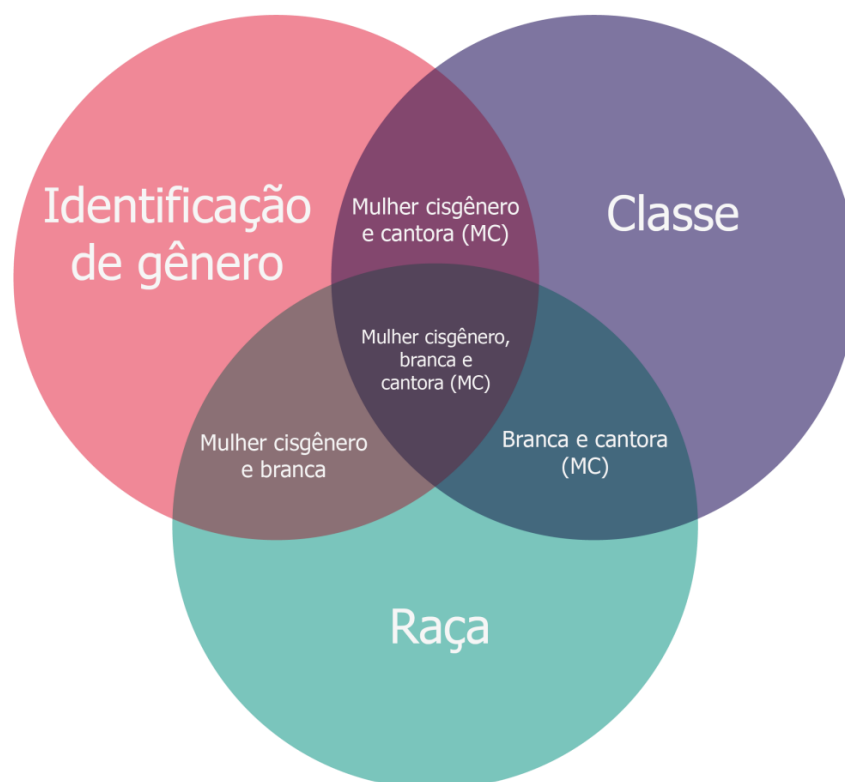 Identificação
de gênero
Mulher cisgênero
e cantora (MC)
Classe
Mulher cisgênero,
branca e
cantora (MC)
Mulher cisgênero
e branca
Branca e cantora
(MC)
Raça